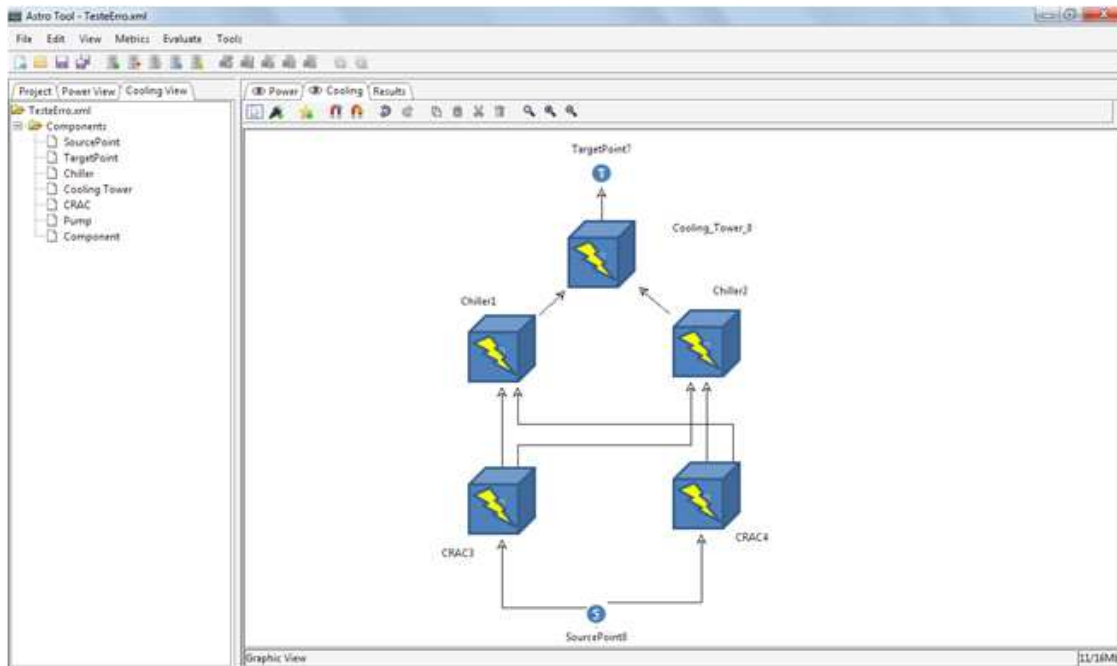 Astro Tool - TesteErro.xml
File Edit View Metrics Evaluate Tools
Project Power View Cooling View
Power Cooling Results
TesteErro.xml
Components
SourcePoint
TargetPoint
Chiller
Cooling Tower
CRAC
Pump
Component
TargetPoint7
T
Cooling_Tower_8
Chiller1
Chiller2
CRAC3
CRAC4
S
SourcePoint8
Graphic View